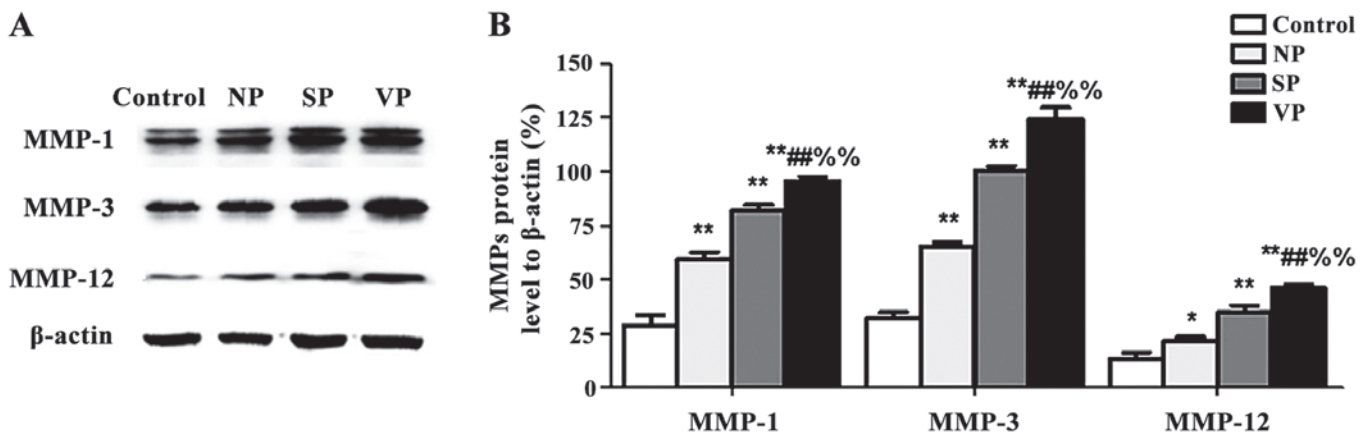 A
Control NP SP VP
MMP-1
MMP-3
MMP-12
β-actin
B
Control
NP
SP
VP
MMPs protein
level to β-actin (%)
150
125
100
75
50
25
0
**
**
**##%%
**
**
**##%%
*
**
**##%%
MMP-1 MMP-3 MMP-12